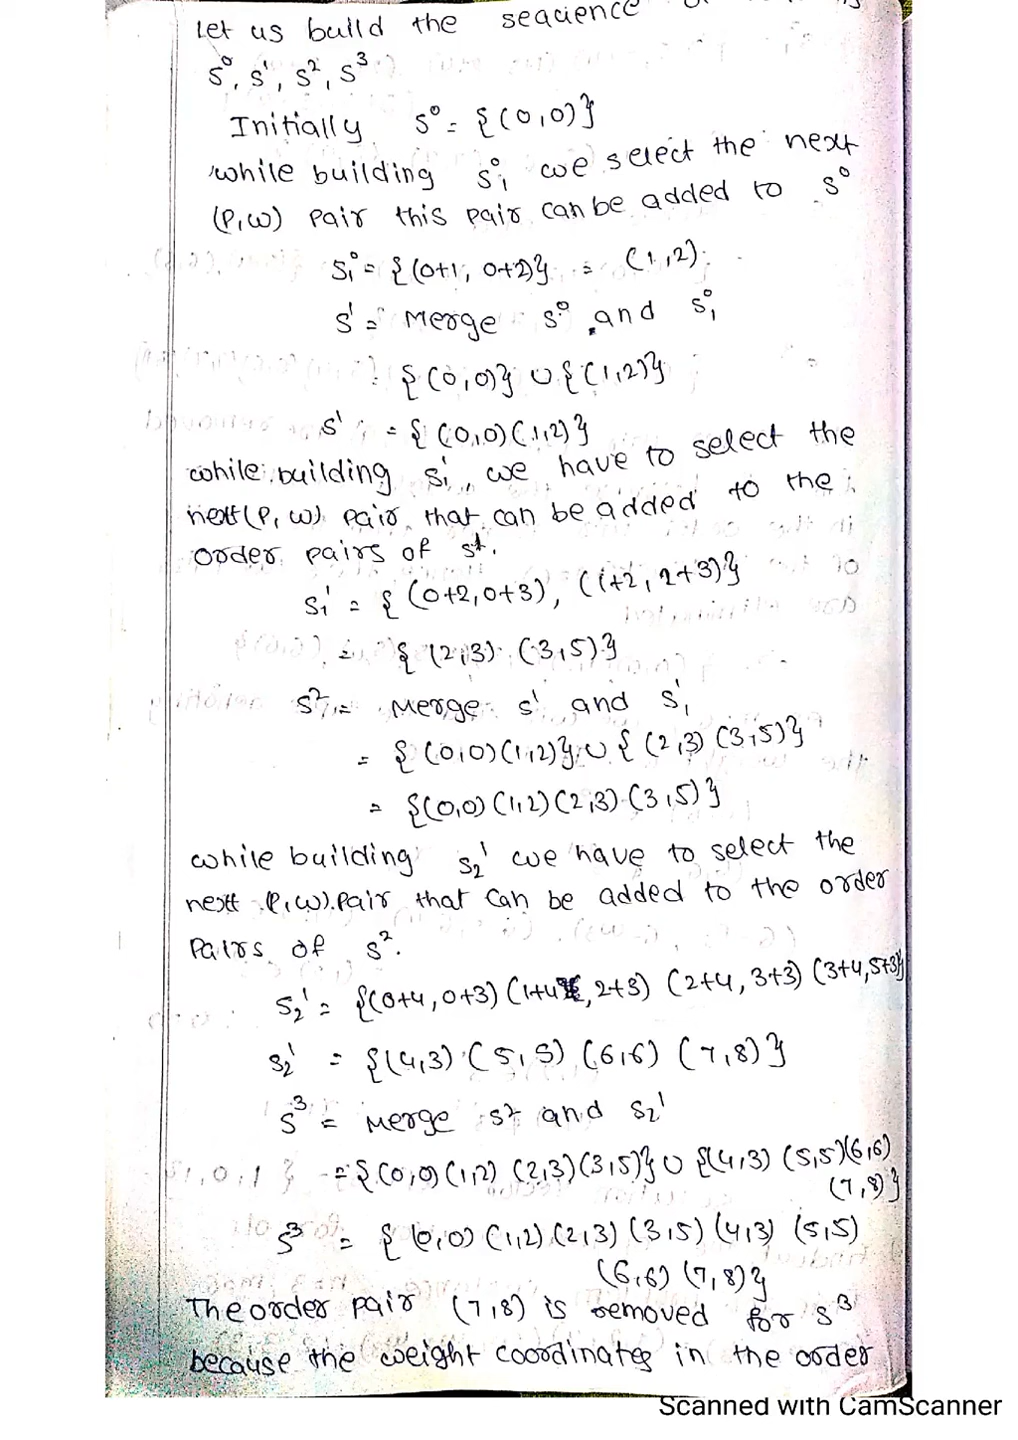 Let us build the seqcience
S⁰, S¹, S², S³
Initially S⁰ = {(0,0)}
while building S₁⁰, we select the next
(P,W) Pair this pair can be added to S⁰
S₁⁰ = {(0+1, 0+2)} = (1,2)
S¹ = Merge S⁰ and S₁⁰
{(0,0)} ∪ {(1,2)}
S¹ = {(0,0)(1,2)}
while building S₁¹, we have to select the
next (P,W) pair, that can be added to the
order pairs of S¹.
S₁¹ = {(0+2,0+3), (1+2, 2+3)}
= {(2,3) (3,5)}
S² = Merge S¹ and S₁¹
= {(0,0)(1,2)} ∪ {(2,3) (3,5)}
= {(0,0)(1,2)(2,3)(3,5)}
while building S₂¹ we have to select the
next (P,W) Pair that can be added to the order
Pairs of S².
S₂¹ = {(0+4,0+3) (1+4,2+3) (2+4,3+3) (3+4,5+3)}
S₂¹ = {(4,3) (5,5) (6,6) (7,8)}
S³ = Merge S² and S₂¹
= {(0,0)(1,2) (2,3)(3,5)} ∪ {(4,3) (5,5)(6,6)
(7,8)}
S³ = {(0,0) (1,2) (2,3) (3,5) (4,3) (5,5)
(6,6) (7,8)}
The order pair (7,8) is removed for S³
because the weight coordinates in the order
Scanned with CamScanner